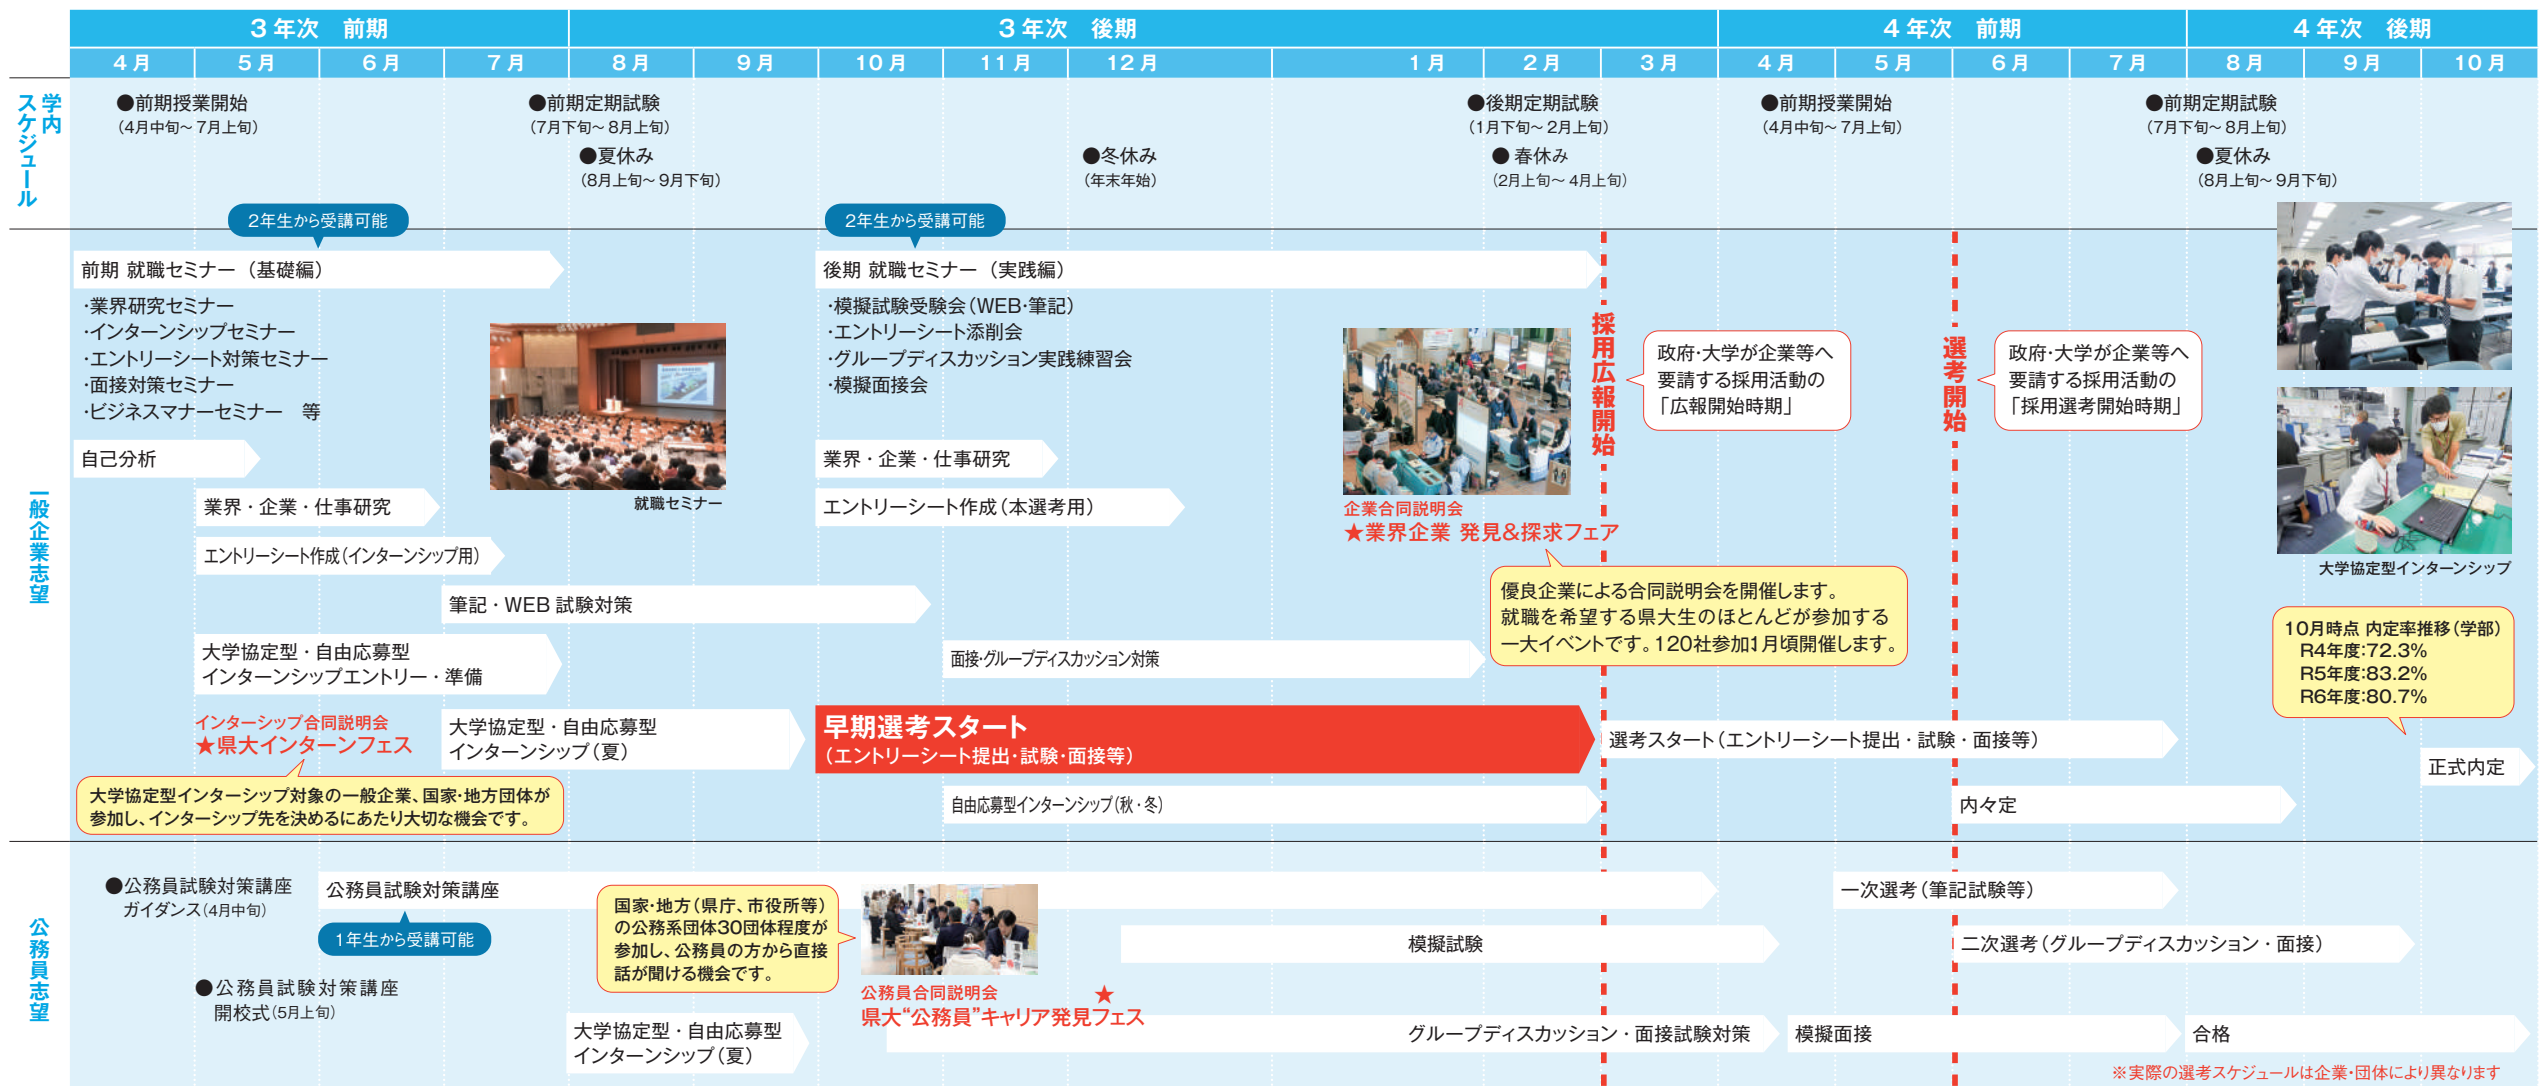 3年次 前期
3年次 後期
4年次 前期
4年次 後期
4月
5月
6月
7月
8月
9月
10月
11月
12月
1月
2月
3月
4月
5月
6月
7月
8月
9月
10月
学内
スケジュール
●前期授業開始
(4月中旬～7月上旬)
●前期定期試験
(7月下旬～8月上旬)
●夏休み
(8月上旬～9月下旬)
●冬休み
(年末年始)
●後期定期試験
(1月下旬～2月上旬)
● 春休み
(2月上旬～4月上旬)
●前期授業開始
(4月中旬～7月上旬)
●前期定期試験
(7月下旬～8月上旬)
●夏休み
(8月上旬～9月下旬)
一般企業志望
2年生から受講可能
前期 就職セミナー（基礎編）
・業界研究セミナー
・インターンシップセミナー
・エントリーシート対策セミナー
・面接対策セミナー
・ビジネスマナーセミナー 等
就職セミナー
自己分析
業界・企業・仕事研究
エントリーシート作成（インターンシップ用）
筆記・WEB 試験対策
大学協定型・自由応募型
インターンシップエントリー・準備
インターシップ合同説明会
★県大インターンフェス
大学協定型インターシップ対象の一般企業、国家・地方団体が
参加し、インターシップ先を決めるにあたり大切な機会です。
大学協定型・自由応募型
インターンシップ（夏）
2年生から受講可能
後期 就職セミナー（実践編）
・模擬試験受験会（WEB・筆記）
・エントリーシート添削会
・グループディスカッション実践練習会
・模擬面接会
業界・企業・仕事研究
エントリーシート作成（本選考用）
企業合同説明会
★業界企業 発見&探求フェア
優良企業による合同説明会を開催します。
就職を希望する県大生のほとんどが参加する
一大イベントです。120社参加1月頃開催します。
面接・グループディスカッション対策
早期選考スタート
（エントリーシート提出・試験・面接等）
自由応募型インターンシップ（秋・冬）
採用広報開始
政府・大学が企業等へ
要請する採用活動の
「広報開始時期」
選考開始
政府・大学が企業等へ
要請する採用活動の
「採用選考開始時期」
選考スタート（エントリーシート提出・試験・面接等）
内々定
大学協定型インターンシップ
10月時点 内定率推移（学部）
R4年度:72.3%
R5年度:83.2%
R6年度:80.7%
正式内定
公務員志望
●公務員試験対策講座
ガイダンス（4月中旬）
公務員試験対策講座
1年生から受講可能
●公務員試験対策講座
開校式（5月上旬）
国家・地方（県庁、市役所等）
の公務系団体30団体程度が
参加し、公務員の方から直接
話が聞ける機会です。
大学協定型・自由応募型
インターンシップ（夏）
公務員合同説明会 ★
県大“公務員”キャリア発見フェス
模擬試験
グループディスカッション・面接試験対策
一次選考（筆記試験等）
二次選考（グループディスカッション・面接）
模擬面接
合格
※実際の選考スケジュールは企業・団体により異なります